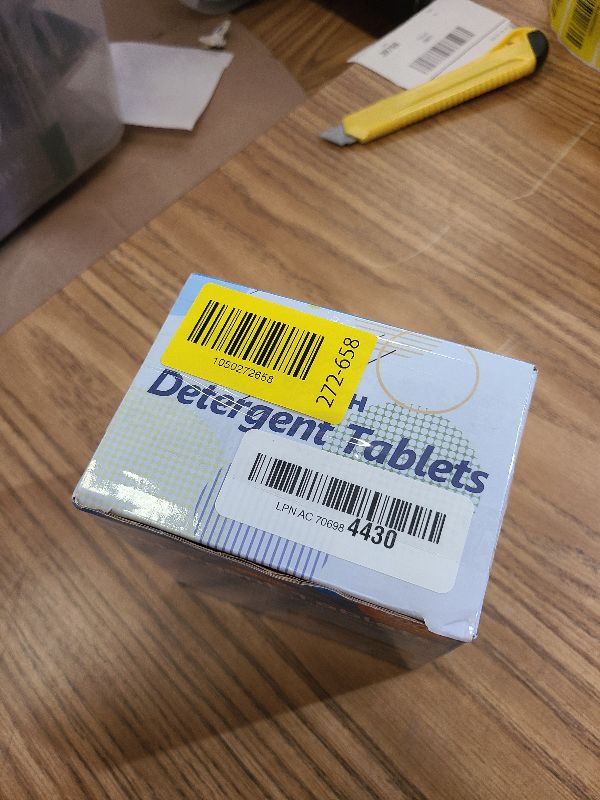 1050272658
272-658
H
Detergent Tablets
LPN AC 70698 4430